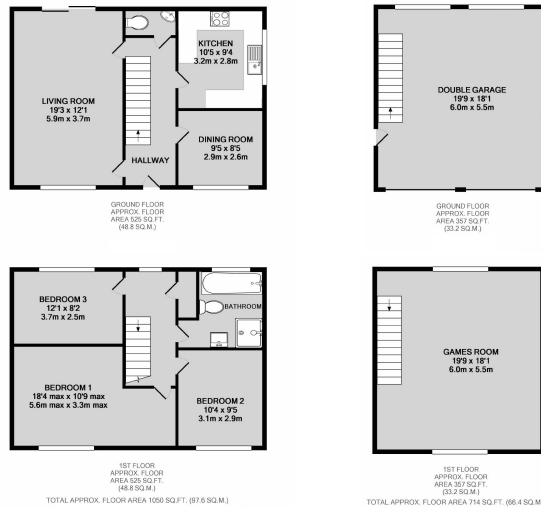 KITCHEN
10'5 x 9'4
3.2m x 2.8m
LIVING ROOM
19'3 x 12'1
5.9m x 3.7m
DINING ROOM
9'5 x 8'5
2.9m x 2.6m
HALLWAY
GROUND FLOOR
APPROX. FLOOR
AREA 525 SQ.FT.
(48.8 SQ.M.)
DOUBLE GARAGE
19'9 x 18'1
6.0m x 5.5m
GROUND FLOOR
APPROX. FLOOR
AREA 357 SQ.FT.
(33.2 SQ.M.)
BEDROOM 3
12'1 x 8'2
3.7m x 2.5m
BATHROOM
BEDROOM 1
18'4 max x 10'9 max
5.6m max x 3.3m max
BEDROOM 2
10'4 x 9'5
3.1m x 2.9m
1ST FLOOR
APPROX. FLOOR
AREA 525 SQ.FT.
(48.8 SQ.M.)
TOTAL APPROX. FLOOR AREA 1050 SQ.FT. (97.6 SQ.M.)
GAMES ROOM
19'9 x 18'1
6.0m x 5.5m
1ST FLOOR
APPROX. FLOOR
AREA 357 SQ.FT.
(33.2 SQ.M.)
TOTAL APPROX. FLOOR AREA 714 SQ.FT. (66.4 SQ.M